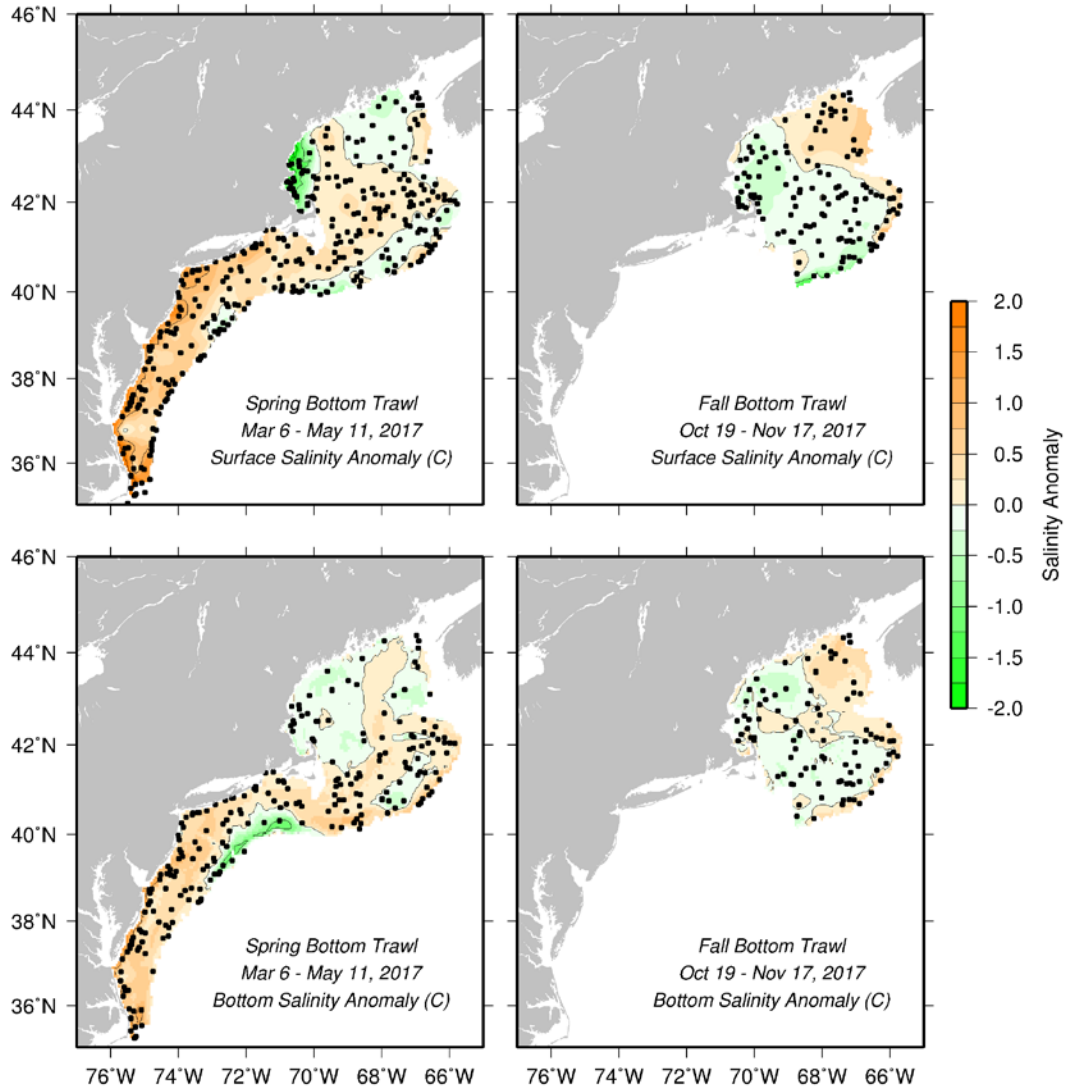 46°N
44°N
42°N
40°N
38°N
36°N
Spring Bottom Trawl
Mar 6 - May 11, 2017
Surface Salinity Anomaly (C)
Fall Bottom Trawl
Oct 19 - Nov 17, 2017
Surface Salinity Anomaly (C)
2.0
1.5
1.0
0.5
0.0
-0.5
-1.0
-1.5
-2.0
Salinity Anomaly
46°N
44°N
42°N
40°N
38°N
36°N
Spring Bottom Trawl
Mar 6 - May 11, 2017
Bottom Salinity Anomaly (C)
Fall Bottom Trawl
Oct 19 - Nov 17, 2017
Bottom Salinity Anomaly (C)
76°W 74°W 72°W 70°W 68°W 66°W
76°W 74°W 72°W 70°W 68°W 66°W